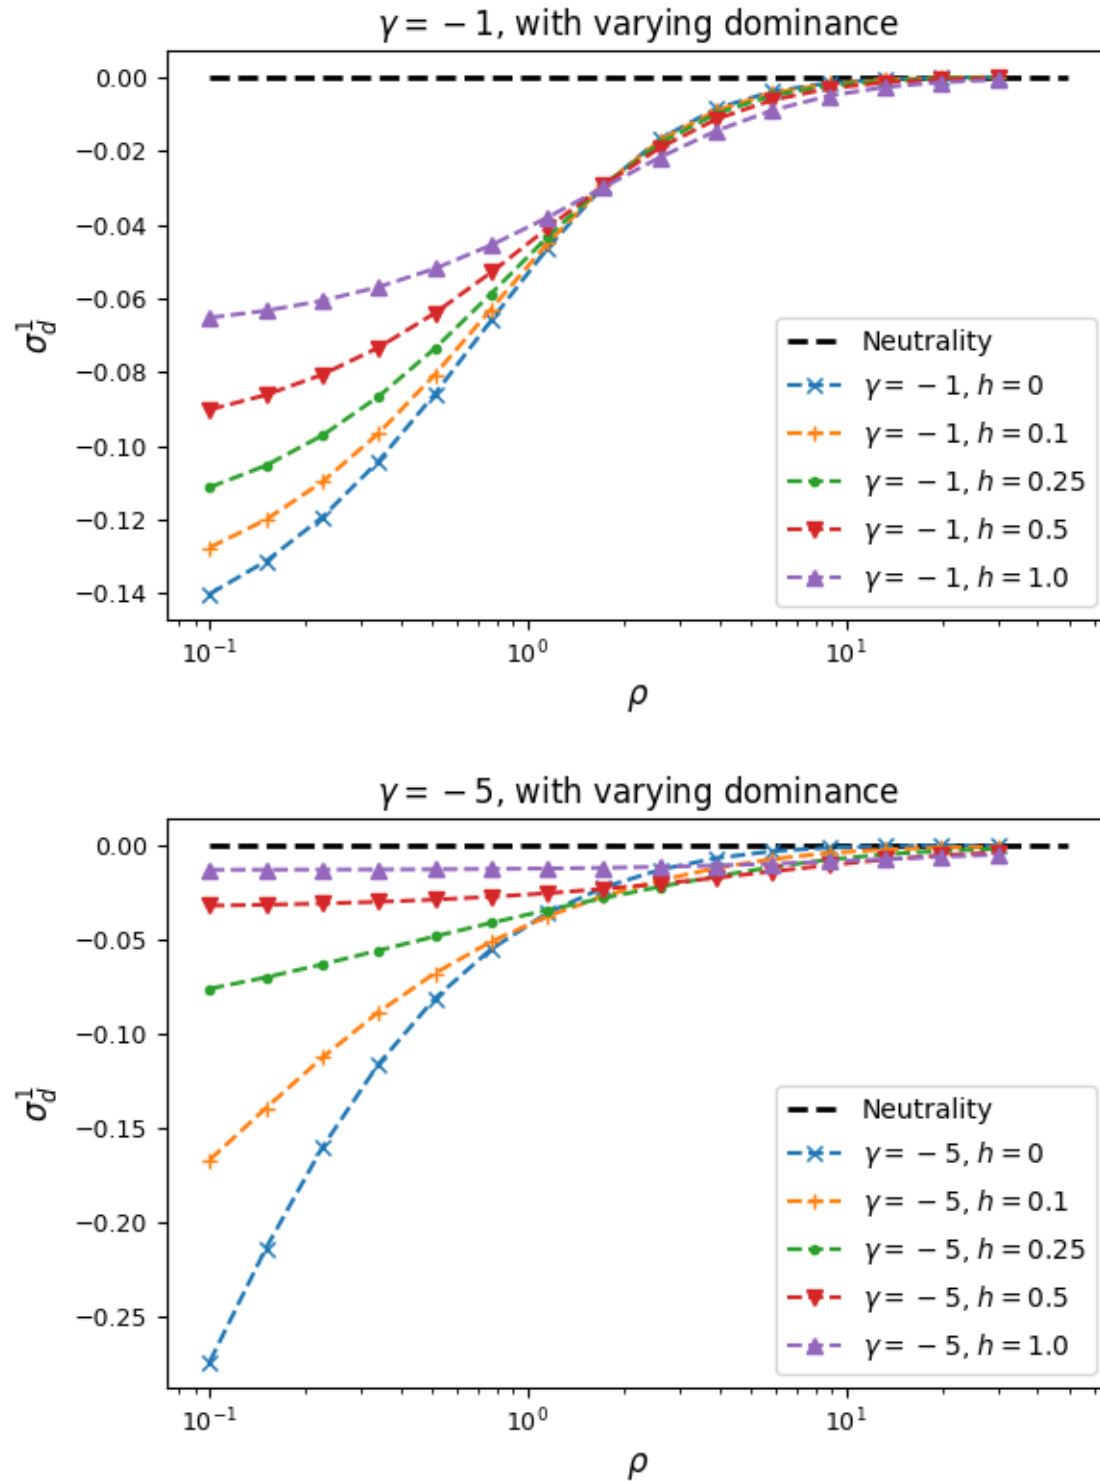 γ = − 1, with varying dominance
0.00
−0.02
−0.04
−0.06
−0.08
−0.10
−0.12
−0.14
σ_d^1
Neutrality
γ = − 1, h = 0
γ = − 1, h = 0.1
γ = − 1, h = 0.25
γ = − 1, h = 0.5
γ = − 1, h = 1.0
10^−1 10^0 10^1
ρ
γ = − 5, with varying dominance
0.00
−0.05
−0.10
−0.15
−0.20
−0.25
σ_d^1
Neutrality
γ = − 5, h = 0
γ = − 5, h = 0.1
γ = − 5, h = 0.25
γ = − 5, h = 0.5
γ = − 5, h = 1.0
10^−1 10^0 10^1
ρ